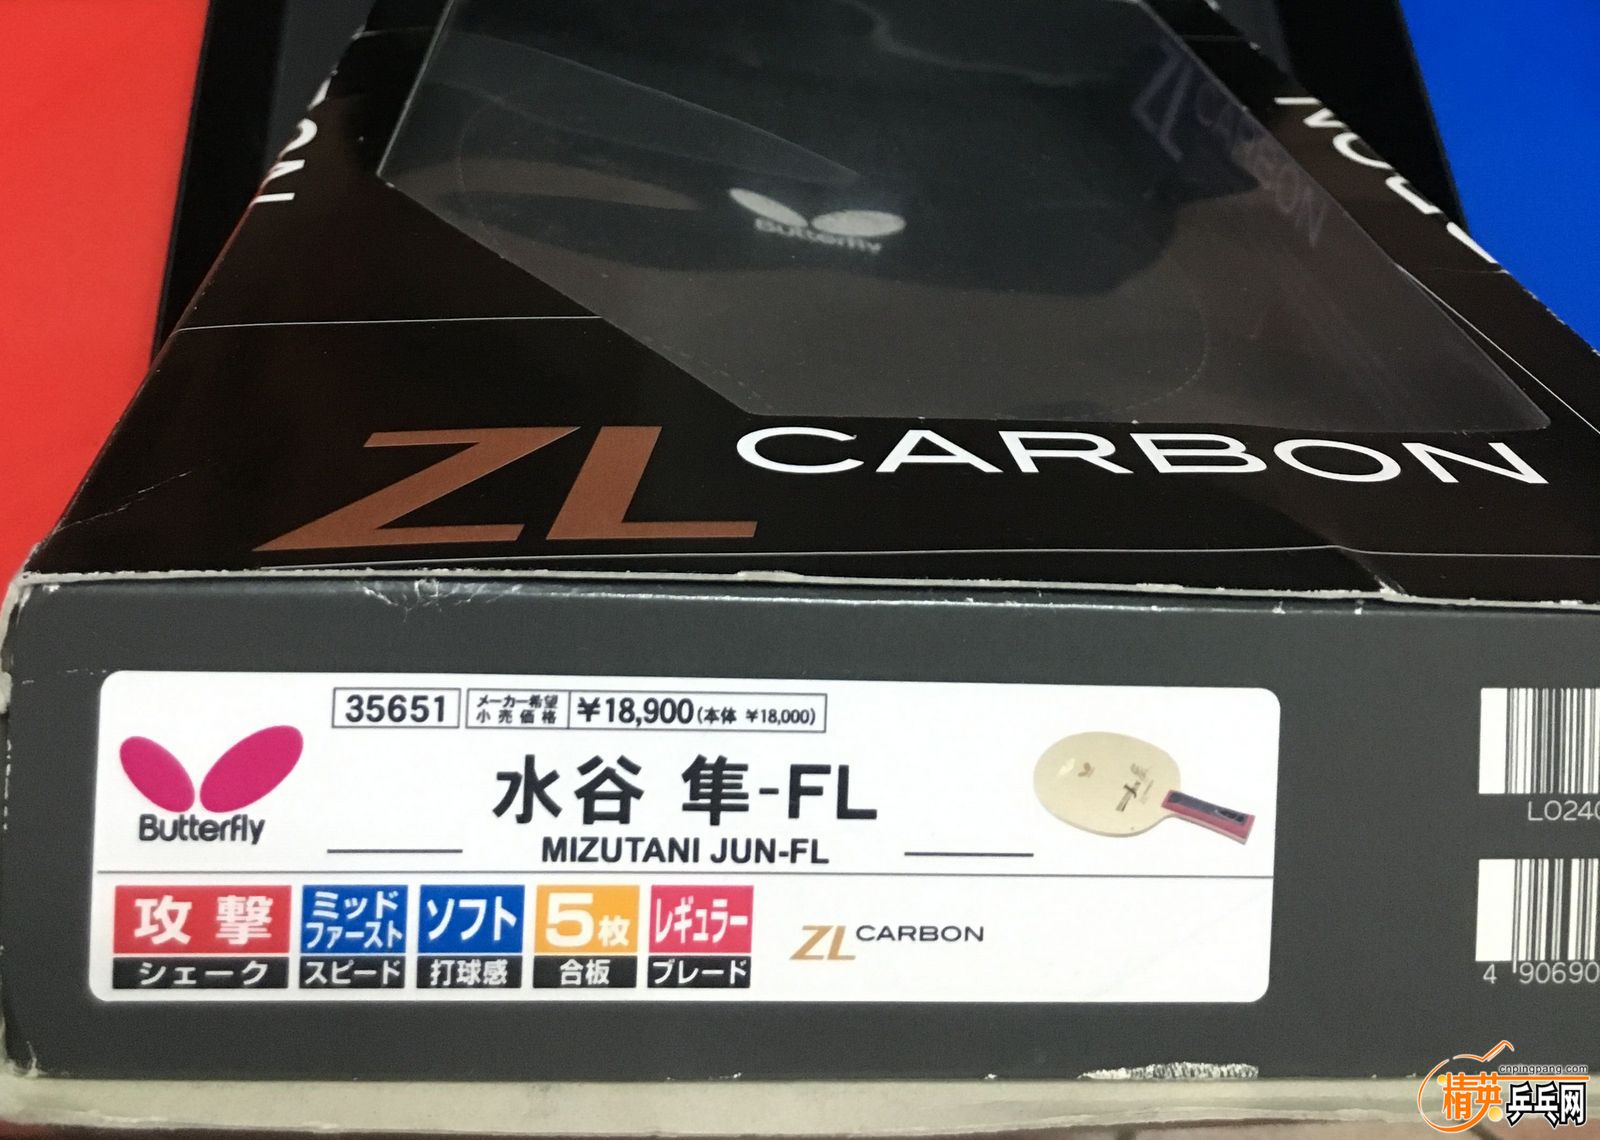 ZL CARBON
Butterfly
ZL CARBON
35651
メーカー希望
小売価格
¥18,900(本体 ¥18,000)
Butterfly
水谷 隼-FL
MIZUTANI JUN-FL
攻撃
シェーク
ミッド
ファースト
スピード
ソフト
打球感
5枚
合板
レギュラー
ブレード
ZL CARBON
LO240
4 90690
cnpingpang.com
精英乒乓网